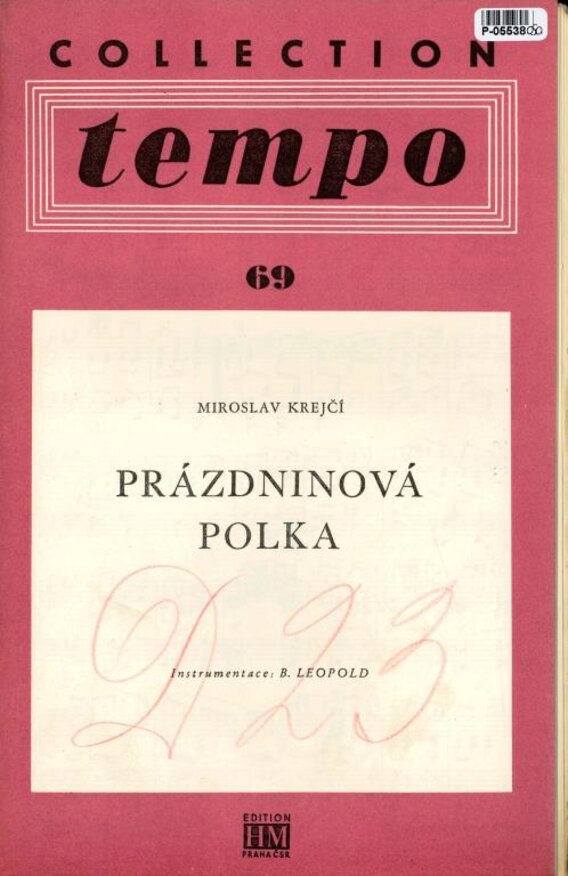 P-05538
COLLECTION
tempo
69
MIROSLAV KREJČÍ
PRÁZDNINOVÁ
POLKA
D 23
Instrumentace: B. LEOPOLD
EDITION
HM
PRAHA ČSR